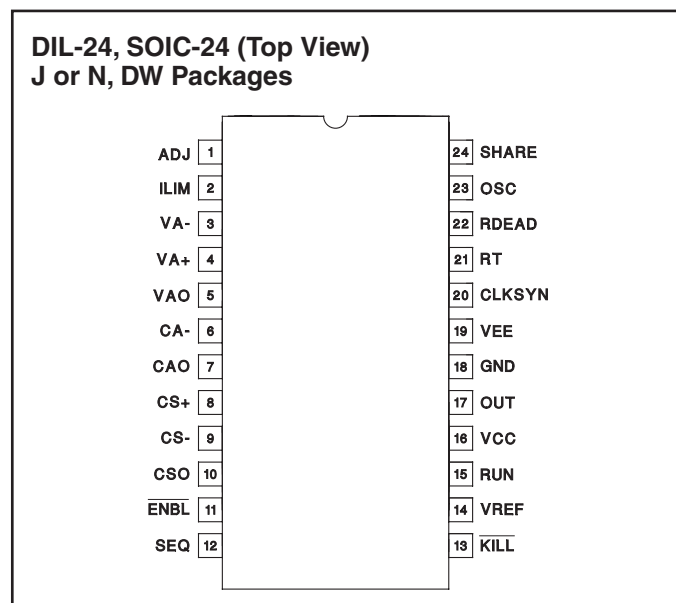 DIL-24, SOIC-24 (Top View)
J or N, DW Packages
ADJ 1
ILIM 2
VA- 3
VA+ 4
VAO 5
CA- 6
CAO 7
CS+ 8
CS- 9
CSO 10
E̅N̅B̅L̅ 11
SEQ 12
24 SHARE
23 OSC
22 RDEAD
21 RT
20 CLKSYN
19 VEE
18 GND
17 OUT
16 VCC
15 RUN
14 VREF
13 K̅I̅L̅L̅